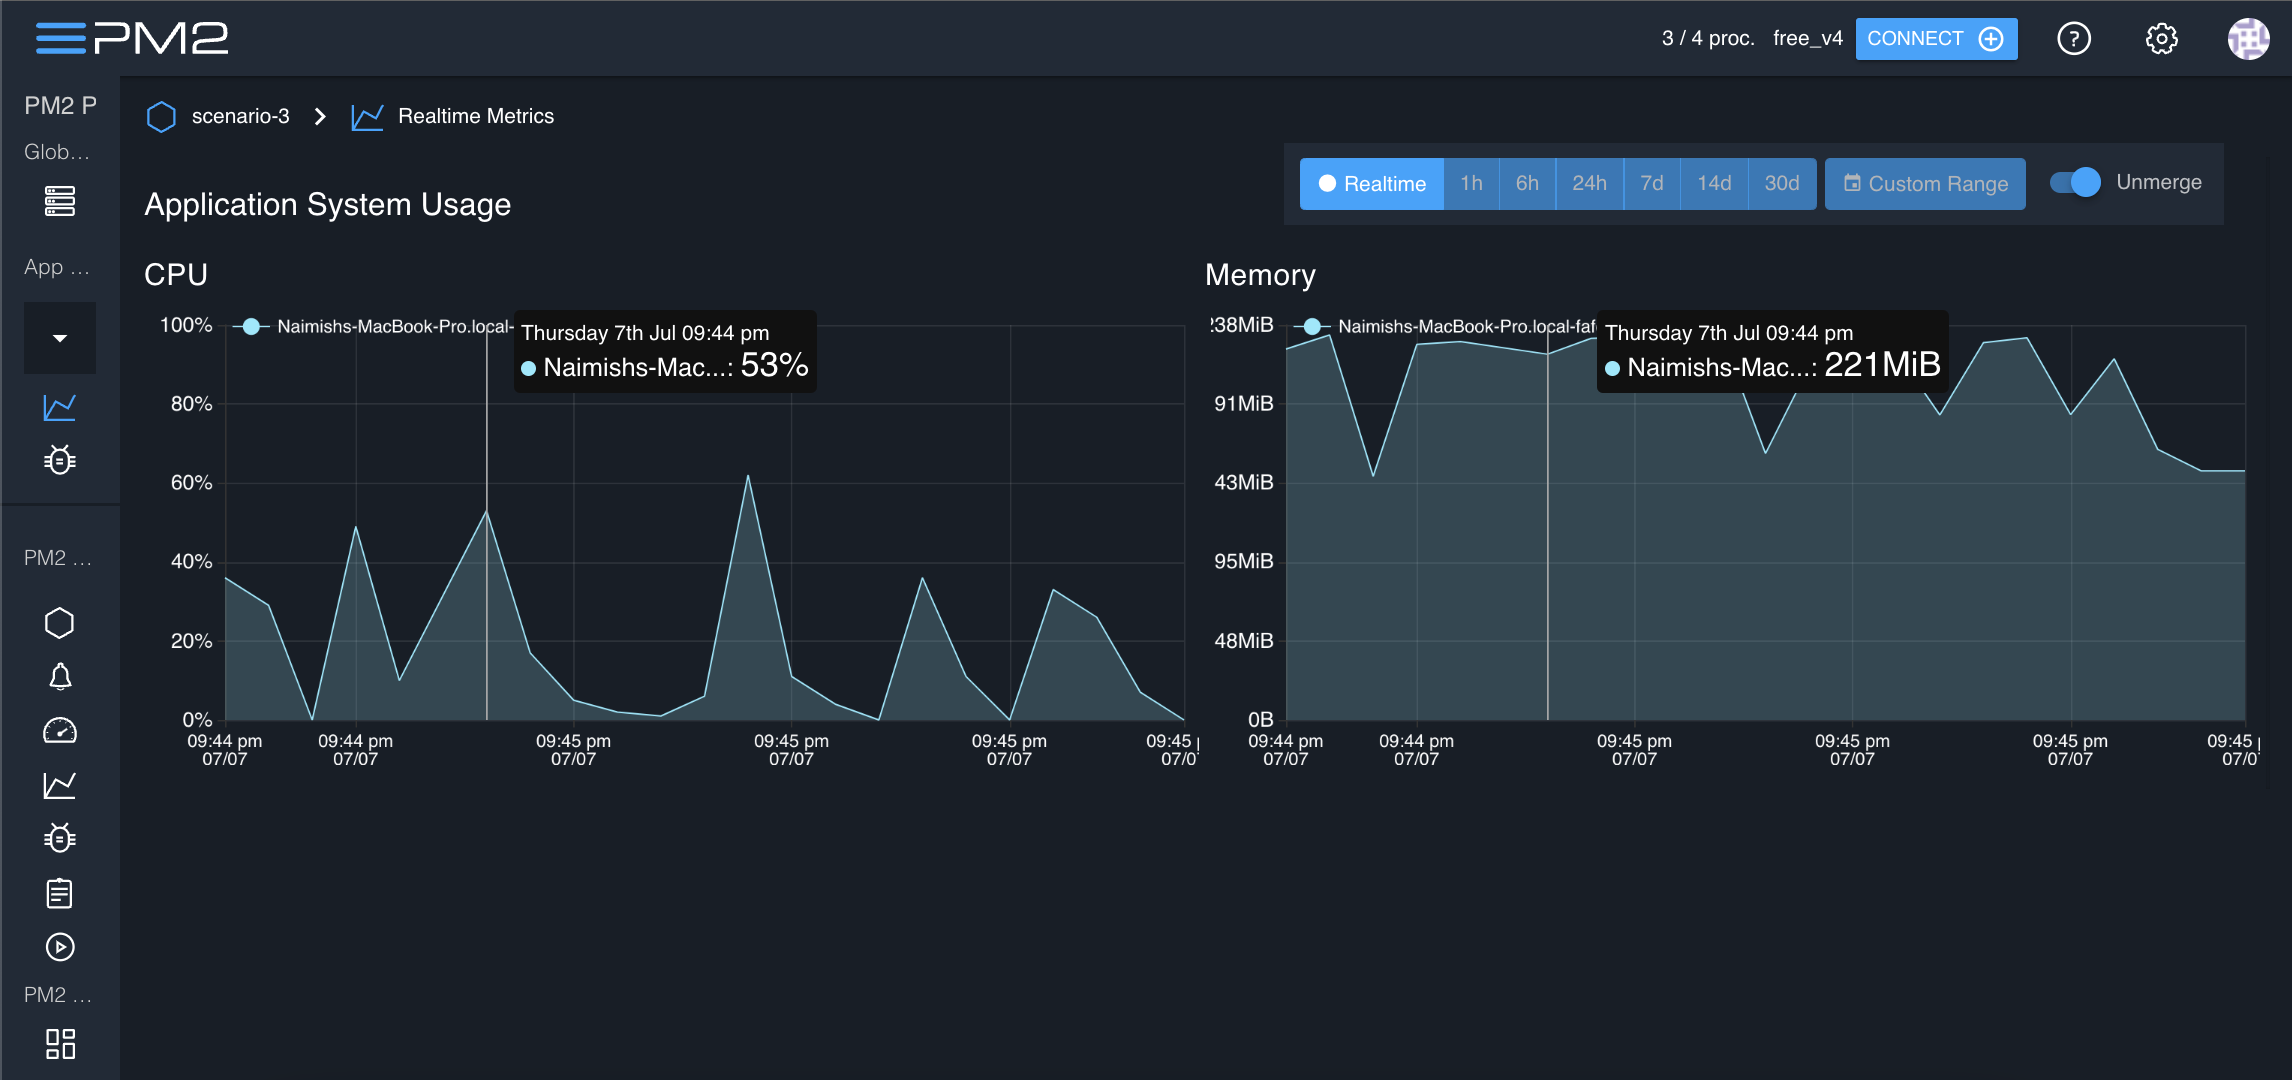 PM2
3 / 4 proc.
free_v4
CONNECT
PM2 P
Glob...
App ...
PM2 ...
PM2 ...
scenario-3
Realtime Metrics
Realtime
1h
6h
24h
7d
14d
30d
Custom Range
Unmerge
Application System Usage
CPU
Naimishs-MacBook-Pro.local-
Thursday 7th Jul 09:44 pm
Naimishs-Mac...: 53%
100%
80%
60%
40%
20%
0%
09:44 pm
07/07
09:44 pm
07/07
09:45 pm
07/07
09:45 pm
07/07
09:45 pm
07/07
09:45
07/0
Memory
Naimishs-MacBook-Pro.local-faf
Thursday 7th Jul 09:44 pm
Naimishs-Mac...: 221MiB
238MiB
91MiB
43MiB
95MiB
48MiB
0B
09:44 pm
07/07
09:44 pm
07/07
09:45 pm
07/07
09:45 pm
07/07
09:45 pm
07/07
09:45
07/0